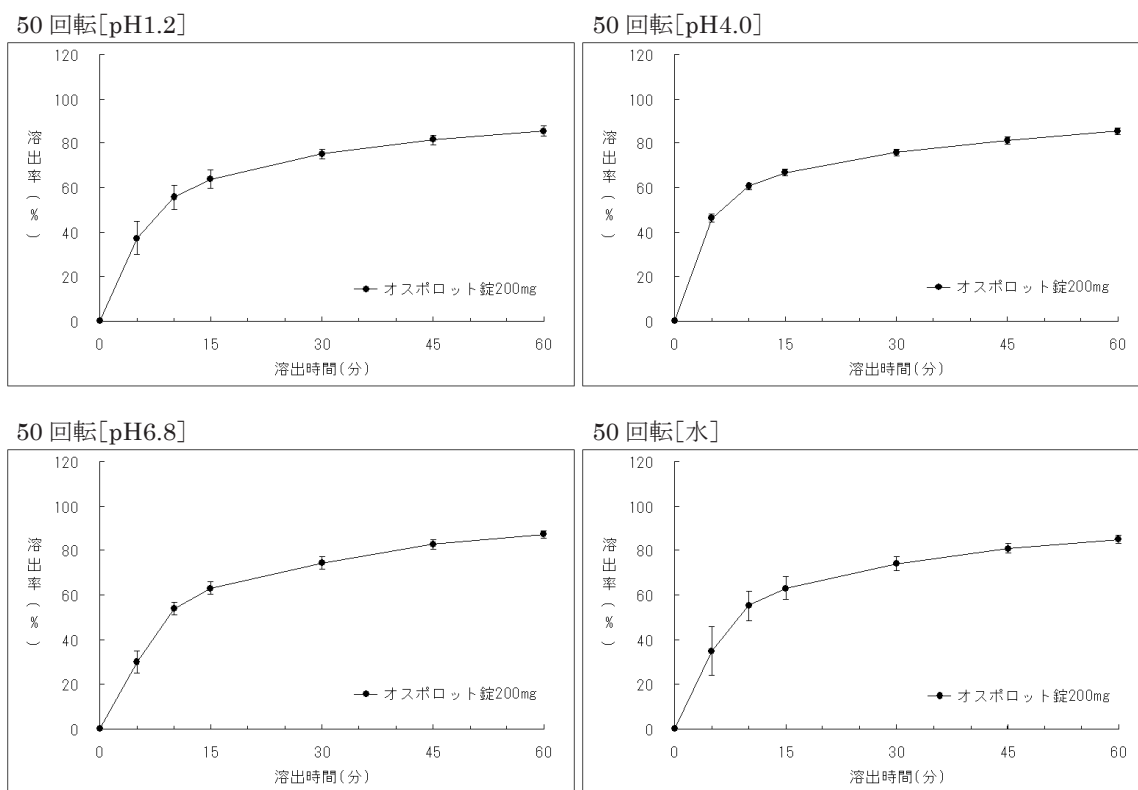 50 回転[pH1.2]
120
100
80
60
40
20
0
溶出率(%)
オスポロット錠200mg
0 15 30 45 60
溶出時間(分)
50 回転[pH4.0]
120
100
80
60
40
20
0
溶出率(%)
オスポロット錠200mg
0 15 30 45 60
溶出時間(分)
50 回転[pH6.8]
120
100
80
60
40
20
0
溶出率(%)
オスポロット錠200mg
0 15 30 45 60
溶出時間(分)
50 回転[水]
120
100
80
60
40
20
0
溶出率(%)
オスポロット錠200mg
0 15 30 45 60
溶出時間(分)